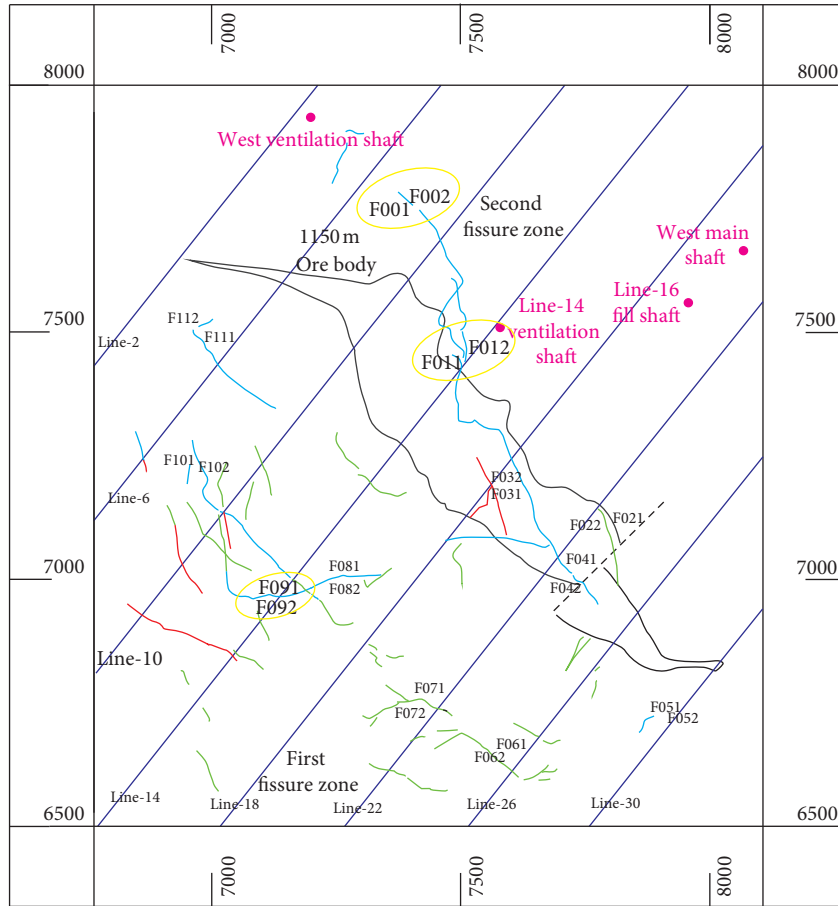 7000
7500
8000
8000
8000
West ventilation shaft
F002
F001
Second
fissure zone
1150 m
Ore body
West main
shaft
Line-16
fill shaft
Line-14
ventilation
shaft
F112
F111
7500
7500
Line-2
F012
F011
F101
F102
F032
F031
Line-6
F021
F022
F041
F042
7000
7000
F081
F082
F091
F092
Line-10
F071
F072
F051
F052
F061
F062
First
fissure zone
Line-14
Line-18
Line-22
Line-26
Line-30
6500
6500
7000
7500
8000